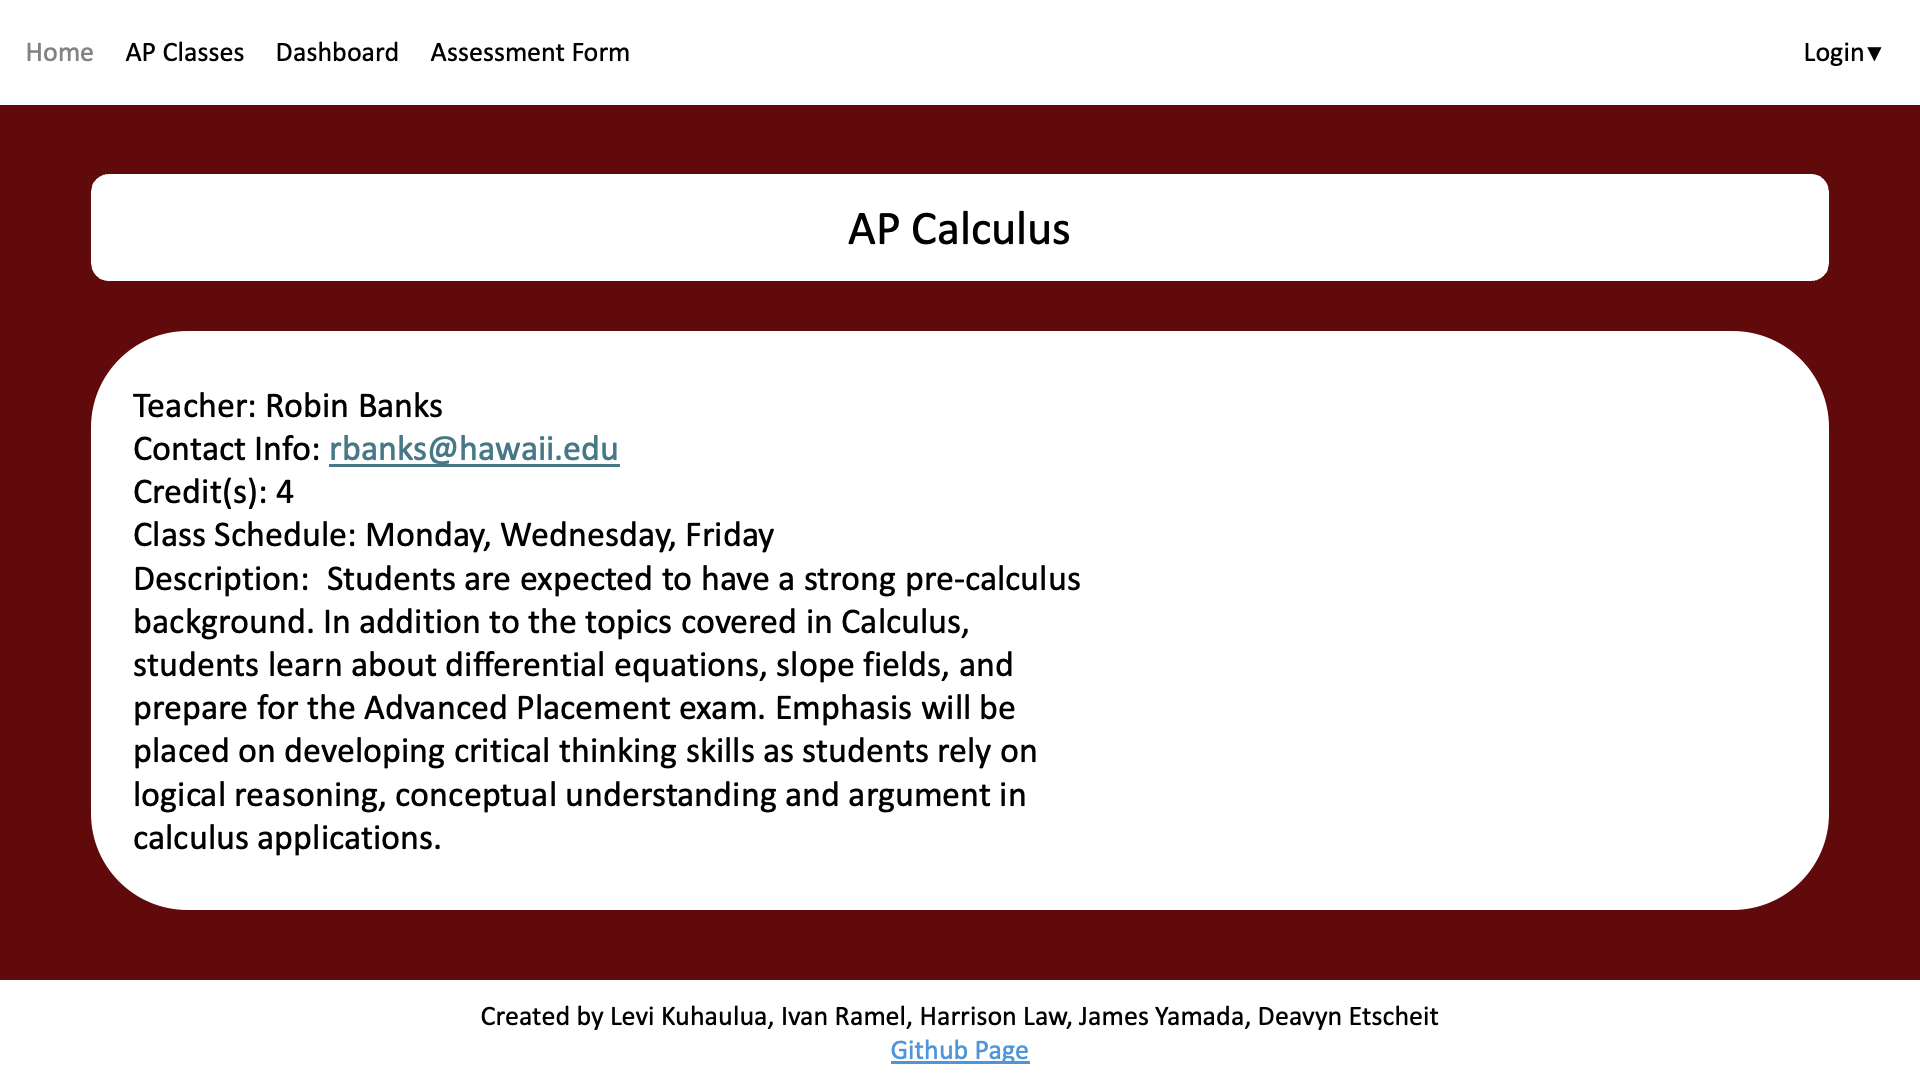 Home AP Classes Dashboard Assessment Form Login▼
AP Calculus
Teacher: Robin Banks
Contact Info: rbanks@hawaii.edu
Credit(s): 4
Class Schedule: Monday, Wednesday, Friday
Description:  Students are expected to have a strong pre-calculus
background. In addition to the topics covered in Calculus,
students learn about differential equations, slope fields, and
prepare for the Advanced Placement exam. Emphasis will be
placed on developing critical thinking skills as students rely on
logical reasoning, conceptual understanding and argument in
calculus applications.
Created by Levi Kuhaulua, Ivan Ramel, Harrison Law, James Yamada, Deavyn Etscheit
Github Page